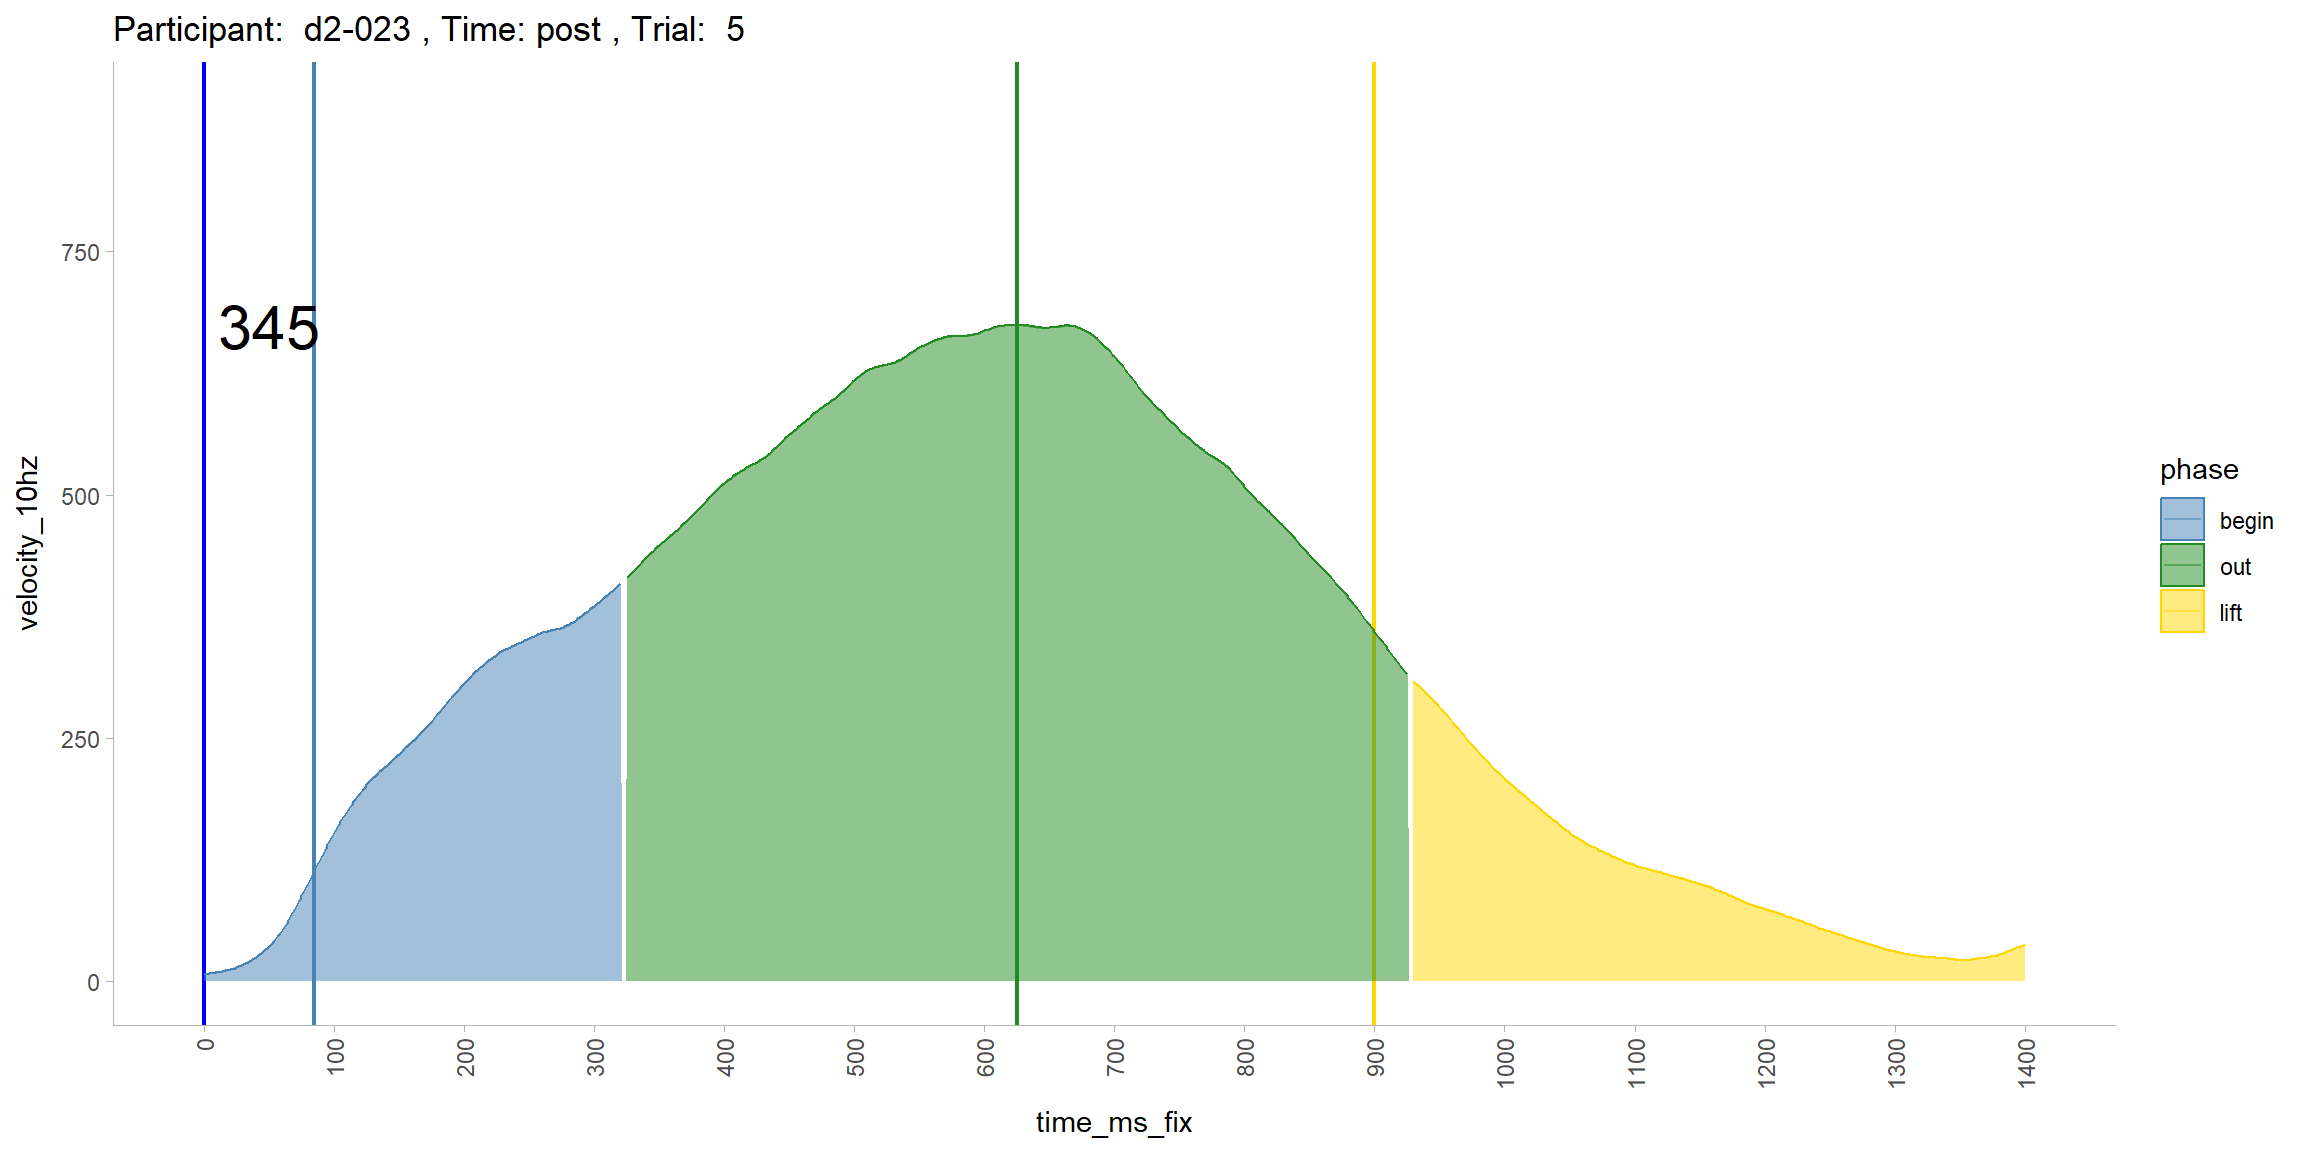 Participant:  d2-023 , Time: post , Trial:  5
750
500
250
0
velocity_10hz
345
0
100
200
300
400
500
600
700
800
900
1000
1100
1200
1300
1400
time_ms_fix
phase
begin
out
lift